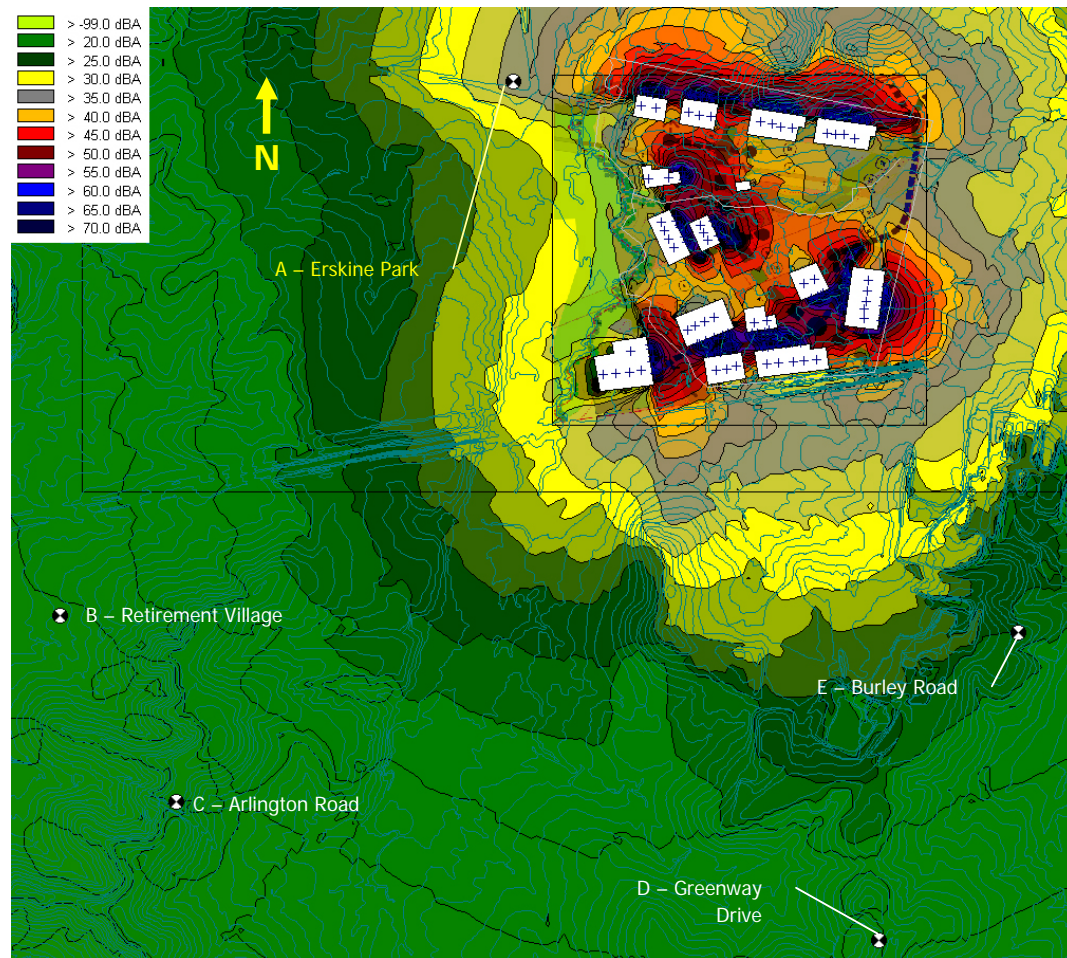 > -99.0 dBA
> 20.0 dBA
> 25.0 dBA
> 30.0 dBA
> 35.0 dBA
> 40.0 dBA
> 45.0 dBA
> 50.0 dBA
> 55.0 dBA
> 60.0 dBA
> 65.0 dBA
> 70.0 dBA
N
A – Erskine Park
B – Retirement Village
E – Burley Road
C – Arlington Road
D – Greenway
Drive